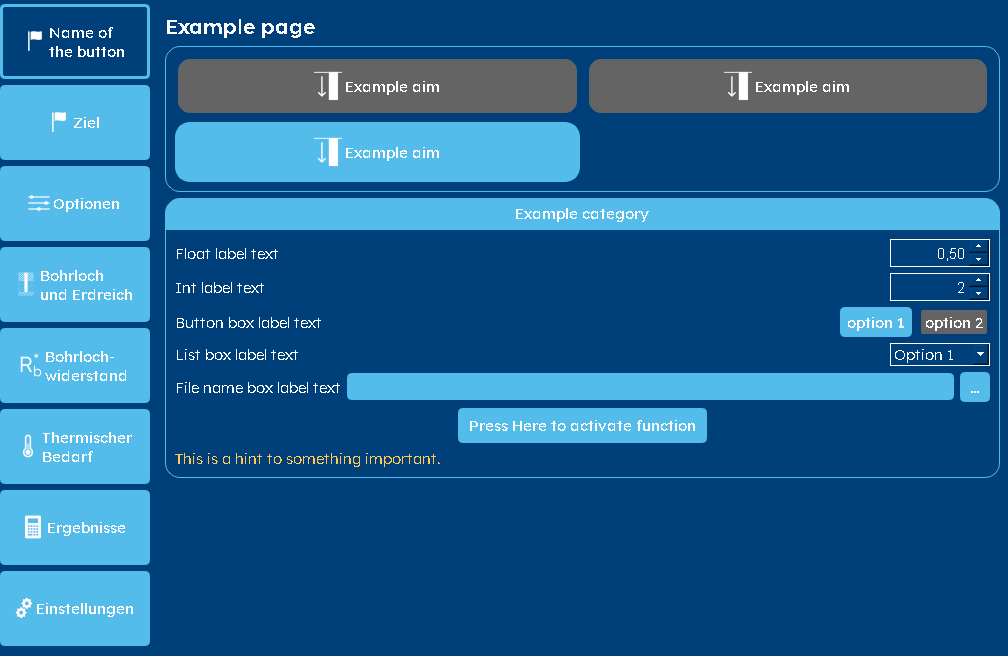 Name of
the button
Ziel
Optionen
Bohrloch
und Erdreich
R*b
Bohrloch-
widerstand
Thermischer
Bedarf
Ergebnisse
Einstellungen
Example page
Example aim
Example aim
Example aim
Example category
Float label text
0,50
Int label text
2
Button box label text
option 1
option 2
List box label text
Option 1
File name box label text
...
Press Here to activate function
This is a hint to something important.